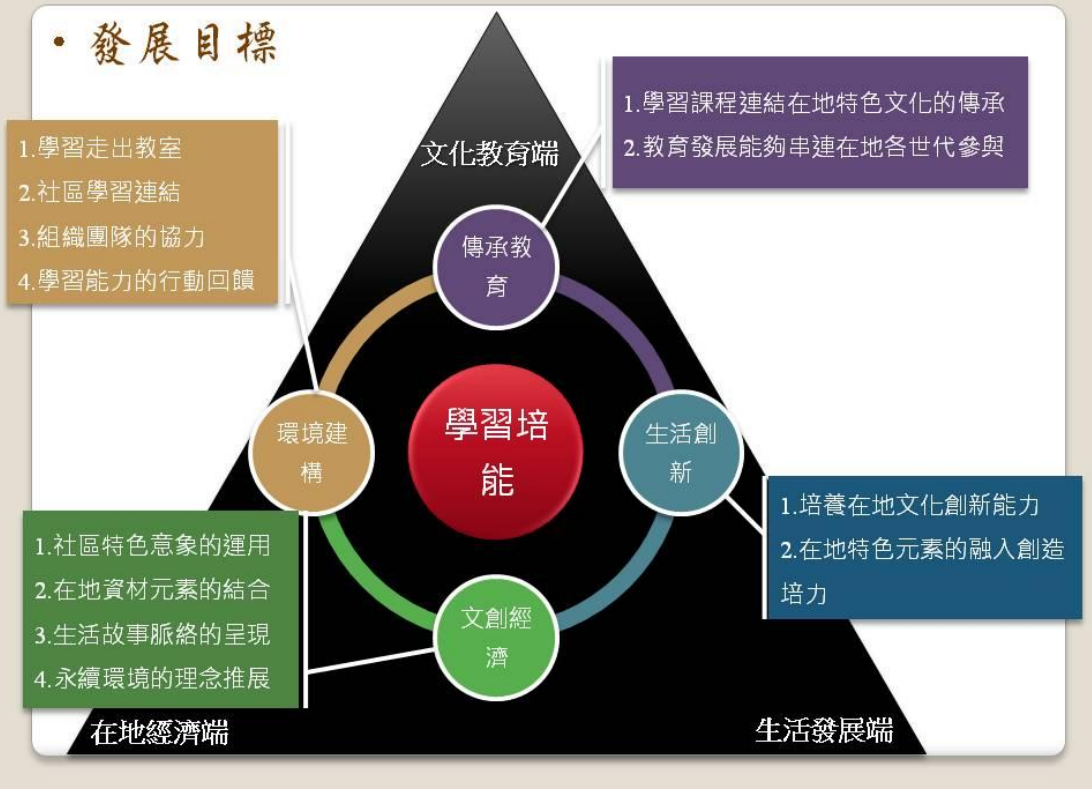 • 發展目標
1.學習課程連結在地特色文化的傳承
2.教育發展能夠串連在地各世代參與
文化教育端
1.學習走出教室
2.社區學習連結
3.組織團隊的協力
4.學習能力的行動回饋
傳承教
育
環境建
構
學習培
能
生活創
新
1.培養在地文化創新能力
2.在地特色元素的融入創造
培力
1.社區特色意象的運用
2.在地資材元素的結合
3.生活故事脈絡的呈現
4.永續環境的理念推展
文創經
濟
在地經濟端
生活發展端